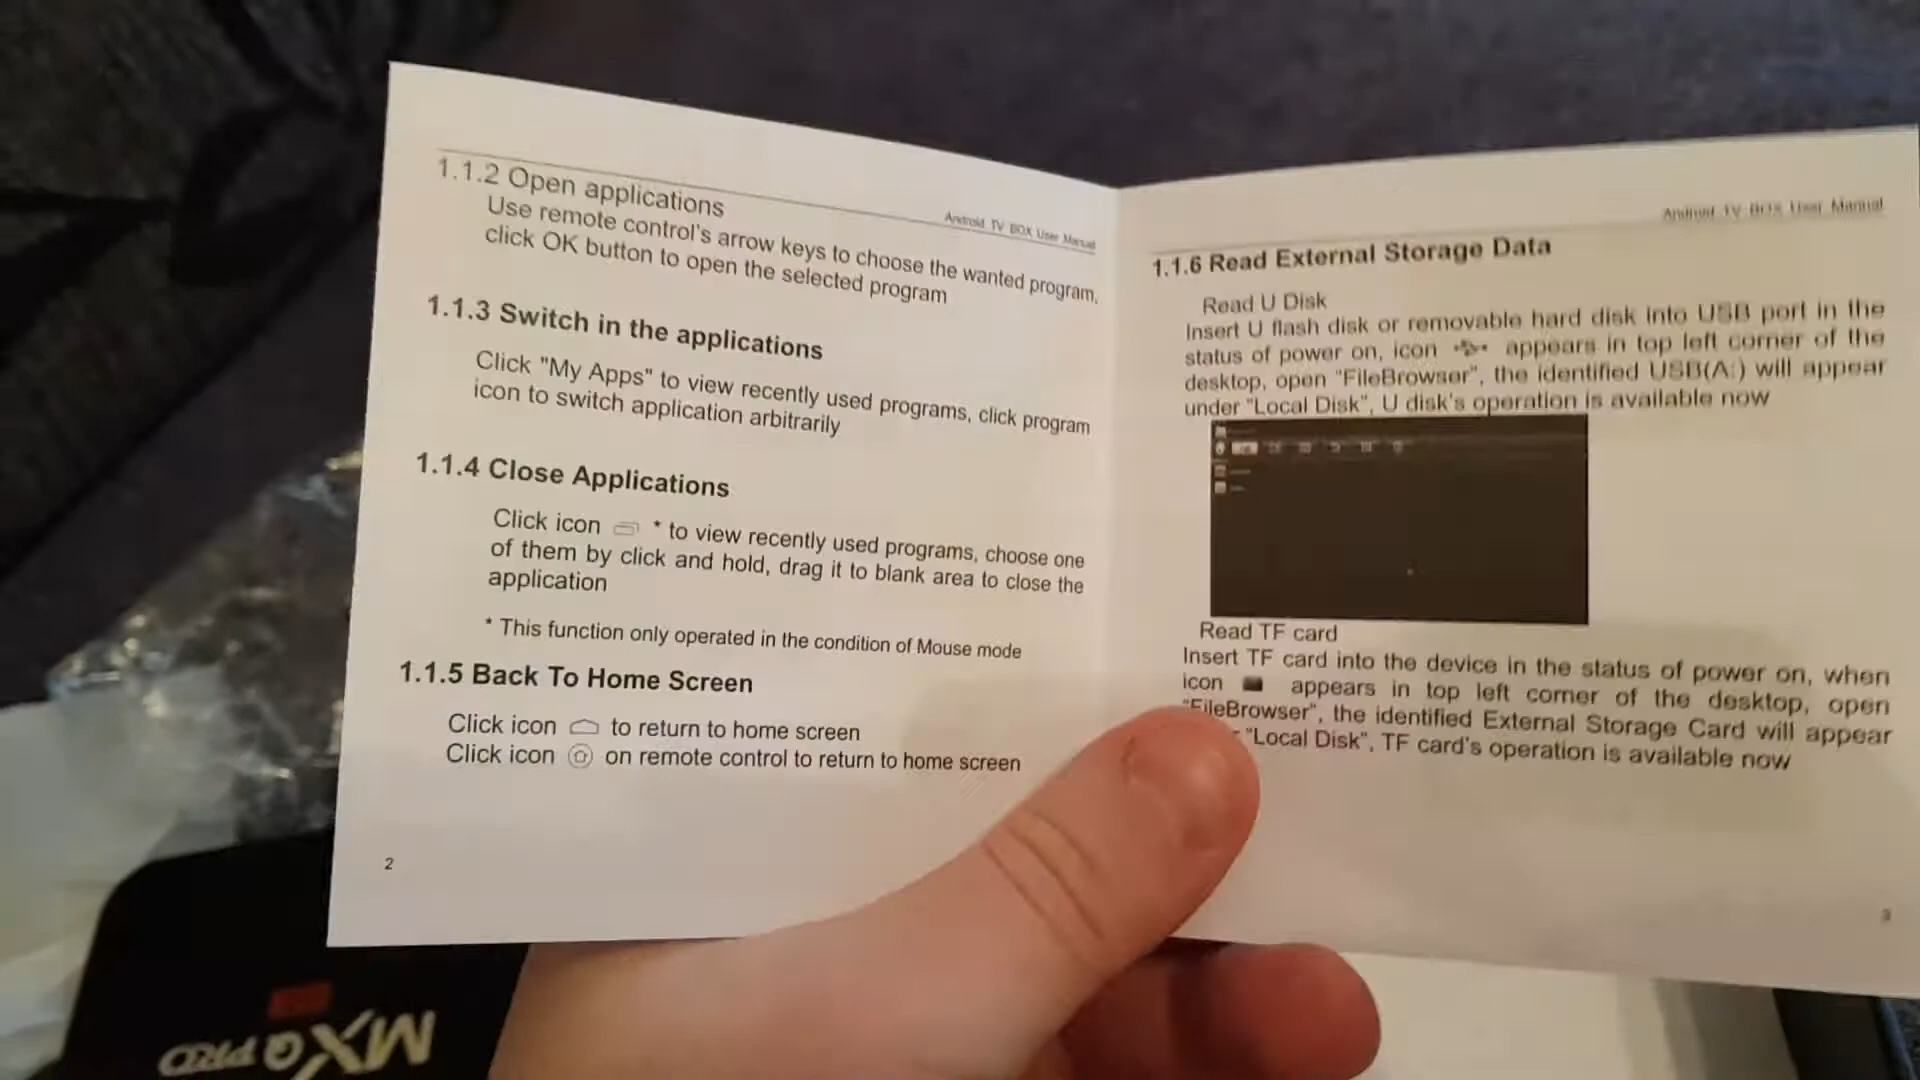 Android TV BOX User Manual
1.1.2 Open applications
Use remote control's arrow keys to choose the wanted program,
click OK button to open the selected program
1.1.3 Switch in the applications
Click "My Apps" to view recently used programs, click program
icon to switch application arbitrarily
1.1.4 Close Applications
Click icon * to view recently used programs, choose one
of them by click and hold, drag it to blank area to close the
application
* This function only operated in the condition of Mouse mode
1.1.5 Back To Home Screen
Click icon to return to home screen
Click icon on remote control to return to home screen
2
Android TV BOX User Manual
1.1.6 Read External Storage Data
Read U Disk
Insert U flash disk or removable hard disk into USB port in the
status of power on, icon appears in top left corner of the
desktop, open "FileBrowser", the identified USB(A:) will appear
under "Local Disk", U disk's operation is available now
Read TF card
Insert TF card into the device in the status of power on, when
icon appears in top left corner of the desktop, open
"FileBrowser", the identified External Storage Card will appear
"Local Disk", TF card's operation is available now
3
MXQ PRO